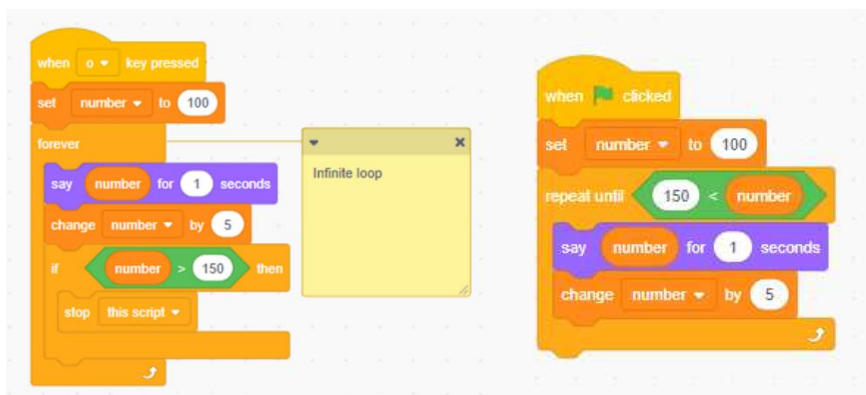 when o key pressed
set number to 100
forever
say number for 1 seconds
change number by 5
if number > 150 then
stop this script
Infinite loop
when clicked
set number to 100
repeat until 150 < number
say number for 1 seconds
change number by 5